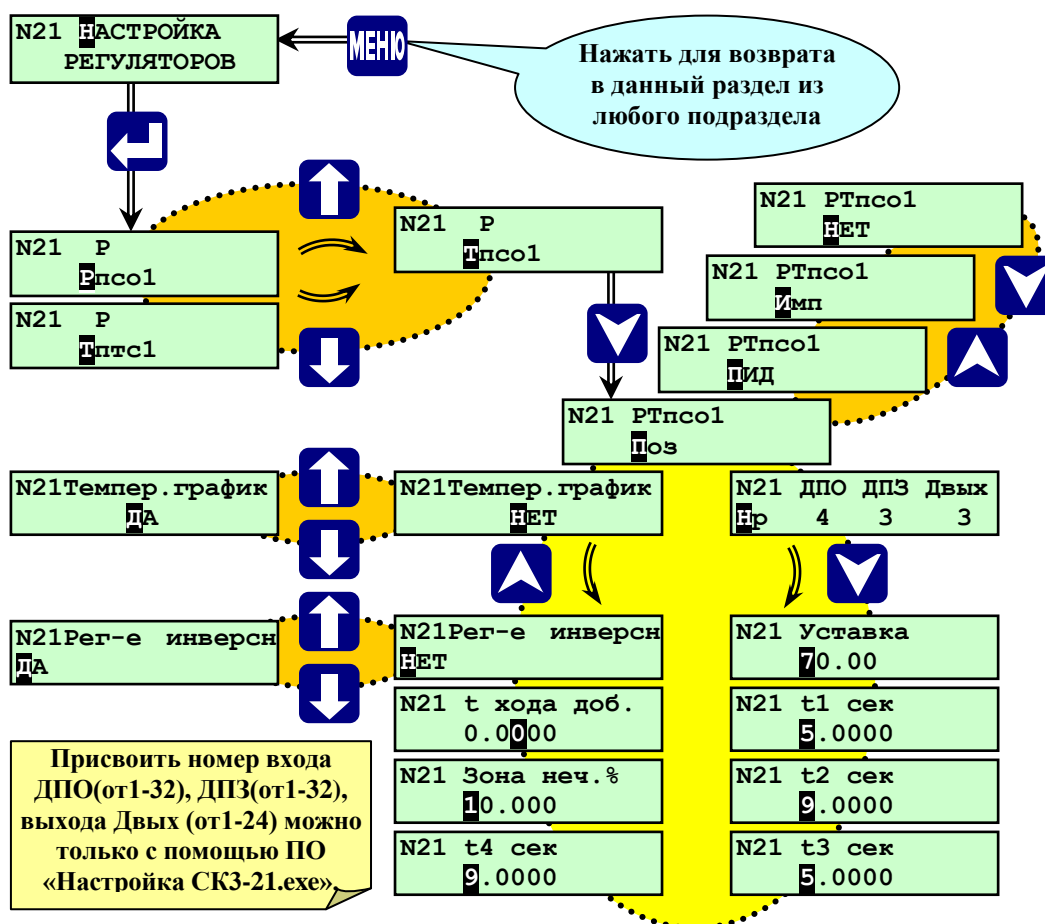 N21 НАСТРОЙКА
РЕГУЛЯТОРОВ
МЕНЮ
Нажать для возврата
в данный раздел из
любого подраздела
N21 Р
Рпсо1
N21 Р
Тптс1
N21 Р
Тпсо1
N21 РТпсо1
НЕТ
N21 РТпсо1
Имп
N21 РТпсо1
ПИД
N21 РТпсо1
Поз
N21Темпер.график
ДА
N21Темпер.график
НЕТ
N21 ДПО ДПЗ Двых
Нр 4 3 3
N21Рег-е инверсн
ДА
N21Рег-е инверсн
НЕТ
N21 Уставка
70.00
N21 t хода доб.
0.0000
N21 t1 сек
5.0000
N21 Зона неч.%
10.000
N21 t2 сек
9.0000
N21 t4 сек
9.0000
N21 t3 сек
5.0000
Присвоить номер входа
ДПО(от1-32), ДПЗ(от1-32),
выхода Двых (от1-24) можно
только с помощью ПО
«Настройка СК3-21.exe».